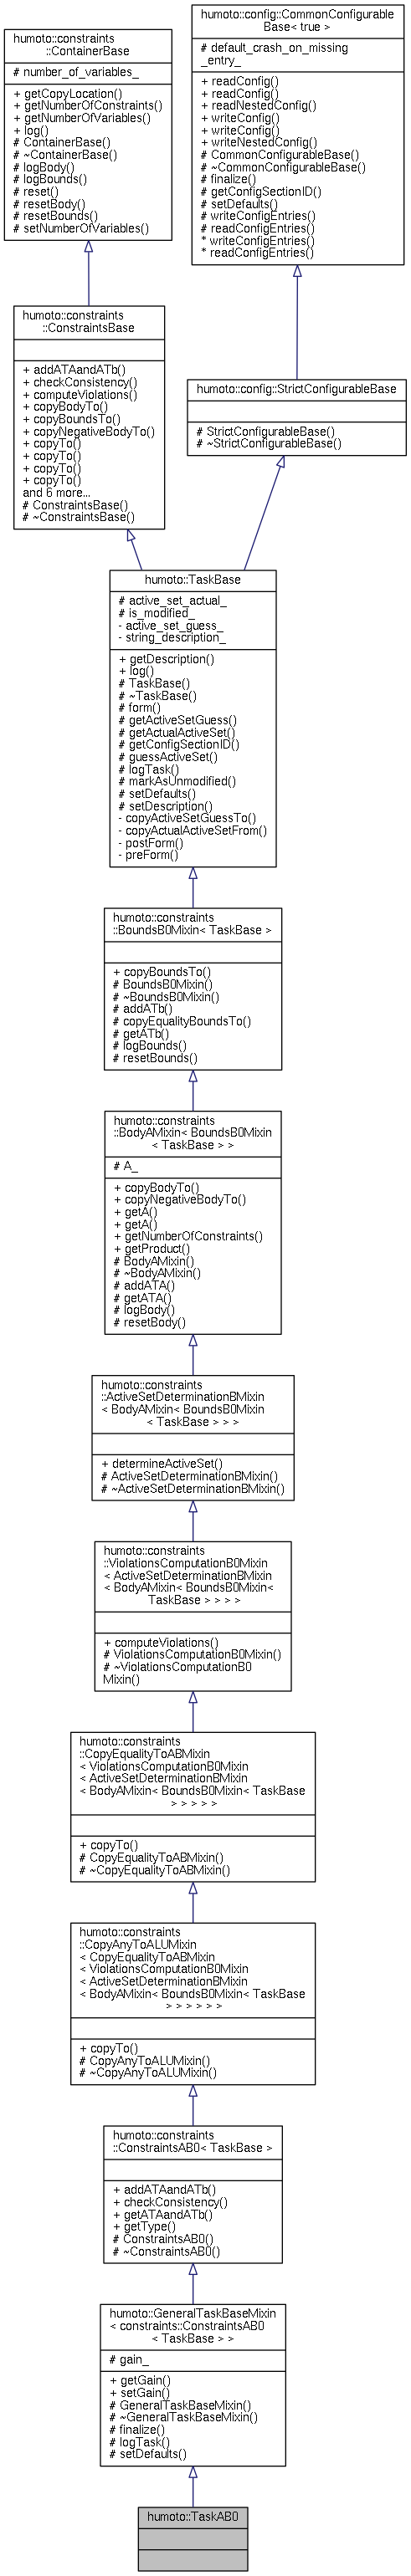 humoto::constraints
::ContainerBase
# number_of_variables_
+ getCopyLocation()
+ getNumberOfConstraints()
+ getNumberOfVariables()
+ log()
# ContainerBase()
# ~ContainerBase()
# logBody()
# logBounds()
# reset()
# resetBody()
# resetBounds()
# setNumberOfVariables()
humoto::config::CommonConfigurable
Base< true >
# default_crash_on_missing
_entry_
+ readConfig()
+ readConfig()
+ readNestedConfig()
+ writeConfig()
+ writeConfig()
+ writeNestedConfig()
# CommonConfigurableBase()
# ~CommonConfigurableBase()
# finalize()
# getConfigSectionID()
# setDefaults()
# writeConfigEntries()
# readConfigEntries()
* writeConfigEntries()
* readConfigEntries()
humoto::constraints
::ConstraintsBase
+ addATAandATb()
+ checkConsistency()
+ computeViolations()
+ copyBodyTo()
+ copyBoundsTo()
+ copyNegativeBodyTo()
+ copyTo()
+ copyTo()
+ copyTo()
+ copyTo()
and 6 more...
# ConstraintsBase()
# ~ConstraintsBase()
humoto::config::StrictConfigurableBase
# StrictConfigurableBase()
# ~StrictConfigurableBase()
humoto::TaskBase
# active_set_actual_
# is_modified_
- active_set_guess_
- string_description_
+ getDescription()
+ log()
# TaskBase()
# ~TaskBase()
# form()
# getActiveSetGuess()
# getActualActiveSet()
# getConfigSectionID()
# guessActiveSet()
# logTask()
# markAsUnmodified()
# setDefaults()
# setDescription()
- copyActiveSetGuessTo()
- copyActualActiveSetFrom()
- postForm()
- preForm()
humoto::constraints
::BoundsB0Mixin< TaskBase >
+ copyBoundsTo()
# BoundsB0Mixin()
# ~BoundsB0Mixin()
# addATb()
# copyEqualityBoundsTo()
# getATb()
# logBounds()
# resetBounds()
humoto::constraints
::BodyAMixin< BoundsB0Mixin
< TaskBase > >
# A_
+ copyBodyTo()
+ copyNegativeBodyTo()
+ getA()
+ getA()
+ getNumberOfConstraints()
+ getProduct()
# BodyAMixin()
# ~BodyAMixin()
# addATA()
# getATA()
# logBody()
# resetBody()
humoto::constraints
::ActiveSetDeterminationBMixin
< BodyAMixin< BoundsB0Mixin
< TaskBase > > >
+ determineActiveSet()
# ActiveSetDeterminationBMixin()
# ~ActiveSetDeterminationBMixin()
humoto::constraints
::ViolationsComputationB0Mixin
< ActiveSetDeterminationBMixin
< BodyAMixin< BoundsB0Mixin<
TaskBase > > > >
+ computeViolations()
# ViolationsComputationB0Mixin()
# ~ViolationsComputationB0
Mixin()
humoto::constraints
::CopyEqualityToABMixin
< ViolationsComputationB0Mixin
< ActiveSetDeterminationBMixin
< BodyAMixin< BoundsB0Mixin< TaskBase
> > > > >
+ copyTo()
# CopyEqualityToABMixin()
# ~CopyEqualityToABMixin()
humoto::constraints
::CopyAnyToALUMixin
< CopyEqualityToABMixin
< ViolationsComputationB0Mixin
< ActiveSetDeterminationBMixin
< BodyAMixin< BoundsB0Mixin< TaskBase
> > > > > >
+ copyTo()
# CopyAnyToALUMixin()
# ~CopyAnyToALUMixin()
humoto::constraints
::ConstraintsAB0< TaskBase >
+ addATAandATb()
+ checkConsistency()
+ getATAandATb()
+ getType()
# ConstraintsAB0()
# ~ConstraintsAB0()
humoto::GeneralTaskBaseMixin
< constraints::ConstraintsAB0
< TaskBase > >
# gain_
+ getGain()
+ setGain()
# GeneralTaskBaseMixin()
# ~GeneralTaskBaseMixin()
# finalize()
# logTask()
# setDefaults()
humoto::TaskAB0